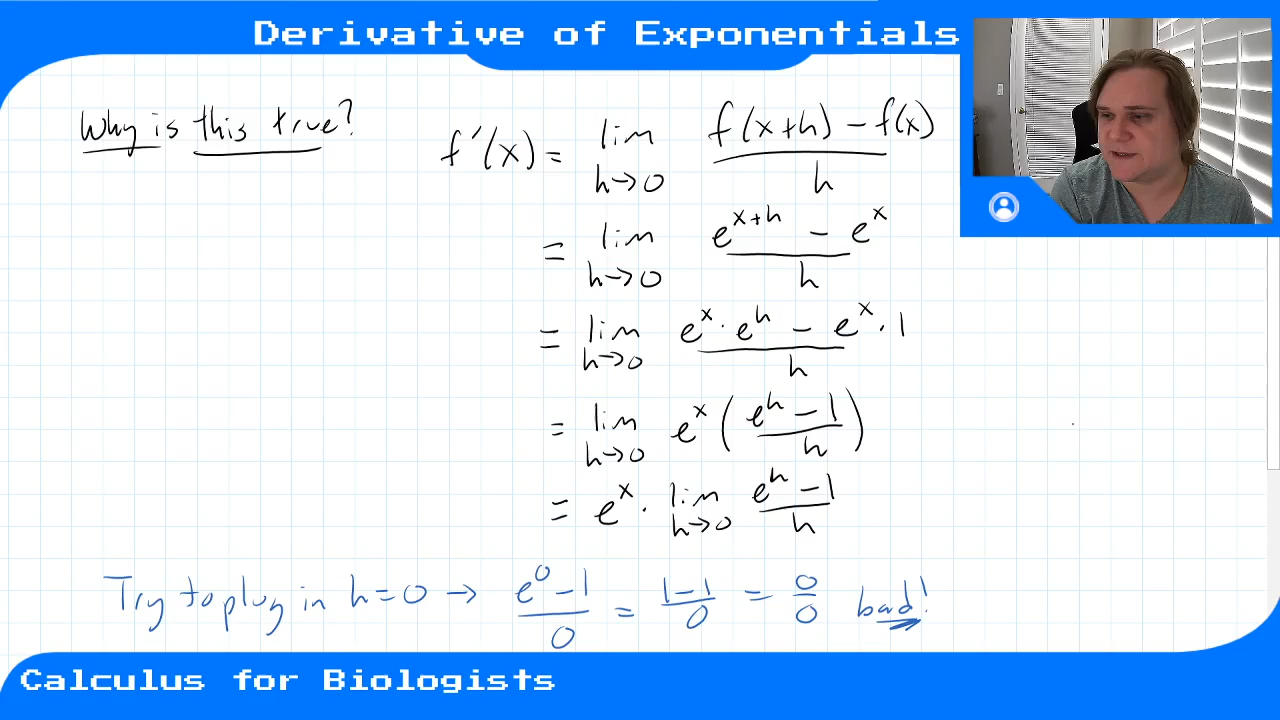 Derivative of Exponentials
Why is this true?
f'(x) = lim h→0 f(x+h) - f(x) / h
= lim h→0 e^{x+h} - e^x / h
= lim h→0 e^x · e^h - e^x · 1 / h
= lim h→0 e^x ( e^h - 1 / h )
= e^x · lim h→0 e^h - 1 / h
Try to plug in h=0 → e^0 - 1 / 0 = 1-1 / 0 = 0 / 0 bad!
Calculus for Biologists